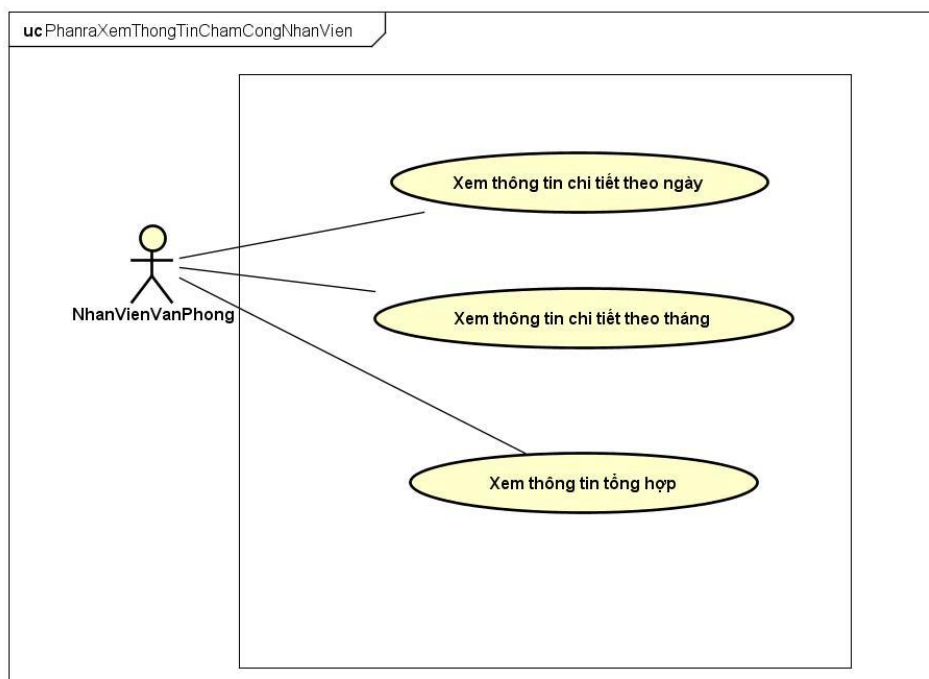 uc PhanraXemThongTinChamCongNhanVien
Xem thông tin chi tiết theo ngày
NhanVienVanPhong
Xem thông tin chi tiết theo tháng
Xem thông tin tổng hợp